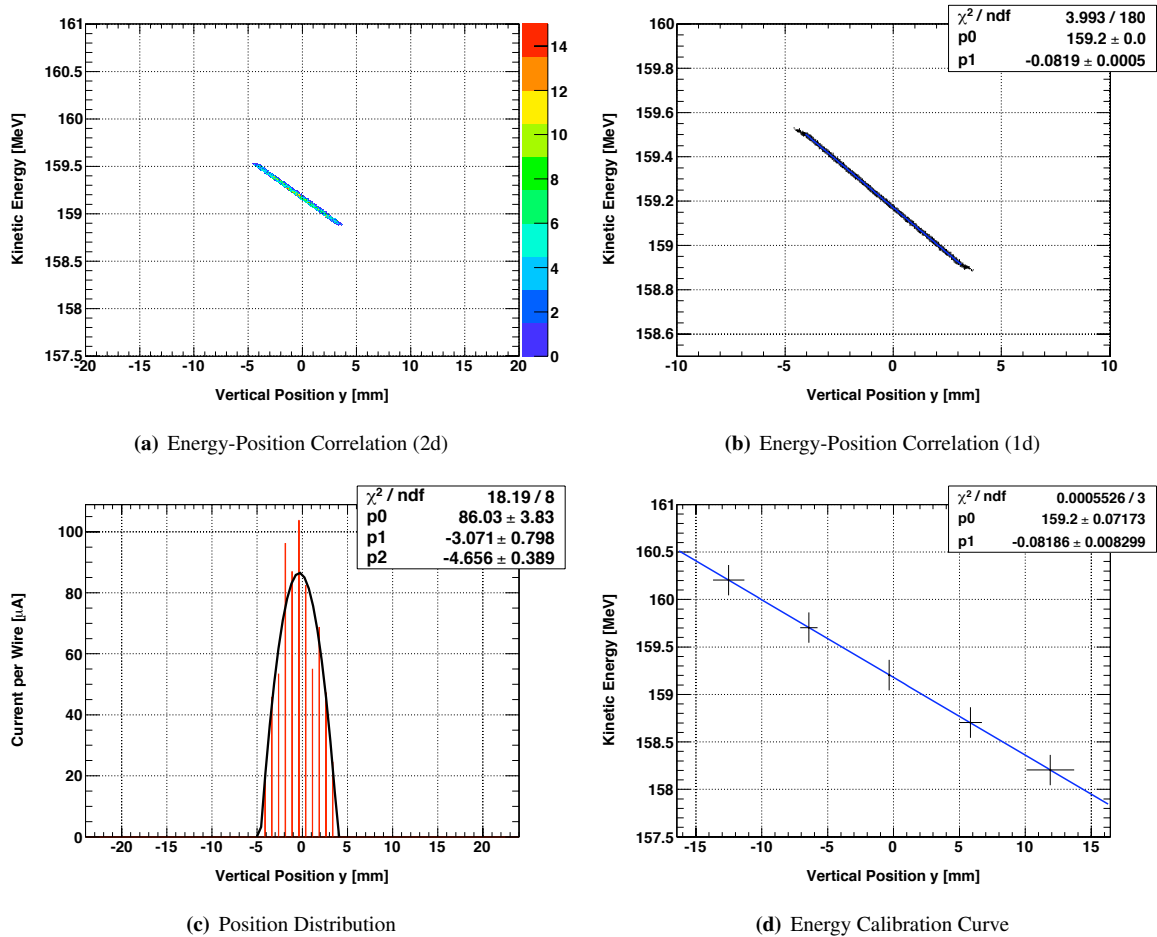 161
160.5
160
159.5
159
158.5
158
157.5
-20 -15 -10 -5 0 5 10 15 20
Kinetic Energy [MeV]
Vertical Position y [mm]
14
12
10
8
6
4
2
0
(a) Energy-Position Correlation (2d)
χ² / ndf 3.993 / 180
p0 159.2 ± 0.0
p1 -0.0819 ± 0.0005
160
159.8
159.6
159.4
159.2
159
158.8
158.6
-10 -5 0 5 10
Kinetic Energy [MeV]
Vertical Position y [mm]
(b) Energy-Position Correlation (1d)
χ² / ndf 18.19 / 8
p0 86.03 ± 3.83
p1 -3.071 ± 0.798
p2 -4.656 ± 0.389
100
80
60
40
20
0
-20 -15 -10 -5 0 5 10 15 20
Current per Wire [μA]
Vertical Position y [mm]
(c) Position Distribution
χ² / ndf 0.0005526 / 3
p0 159.2 ± 0.07173
p1 -0.08186 ± 0.008299
161
160.5
160
159.5
159
158.5
158
157.5
-15 -10 -5 0 5 10 15
Kinetic Energy [MeV]
Vertical Position y [mm]
(d) Energy Calibration Curve